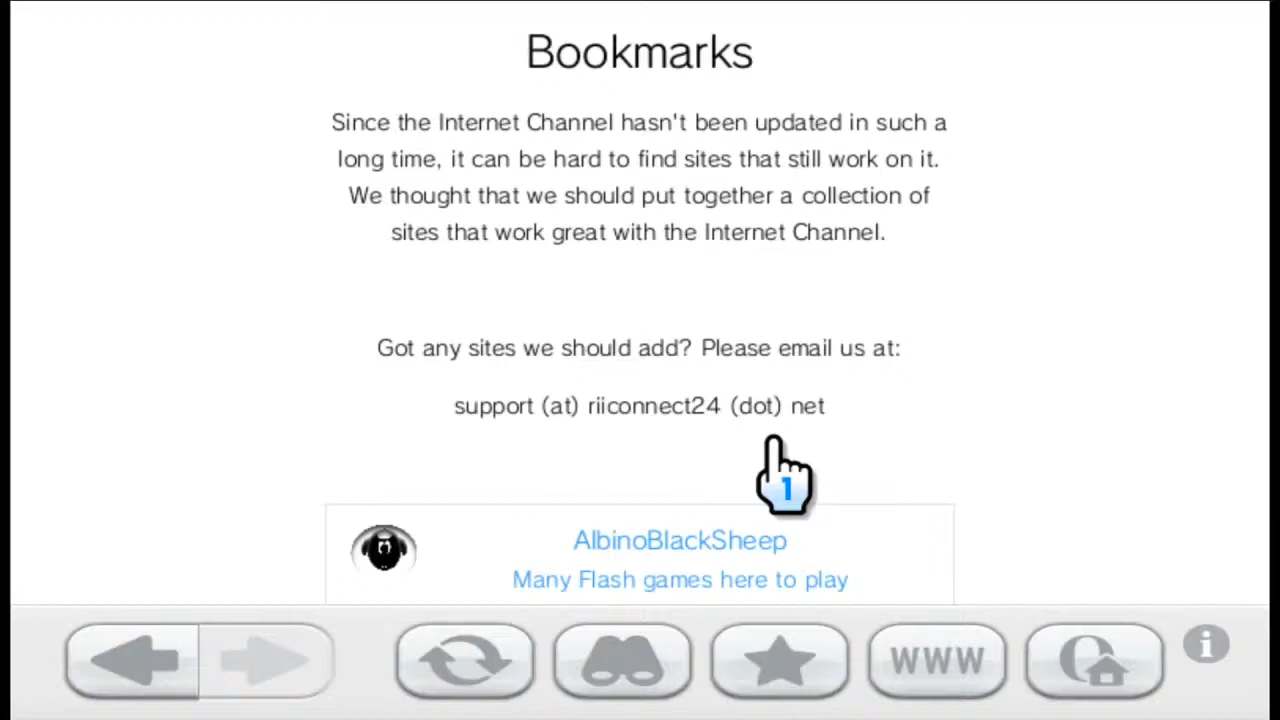 Bookmarks
Since the Internet Channel hasn't been updated in such a
long time, it can be hard to find sites that still work on it.
We thought that we should put together a collection of
sites that work great with the Internet Channel.
Got any sites we should add? Please email us at:
support (at) riiconnect24 (dot) net
1
AlbinoBlackSheep
Many Flash games here to play
WWW
i